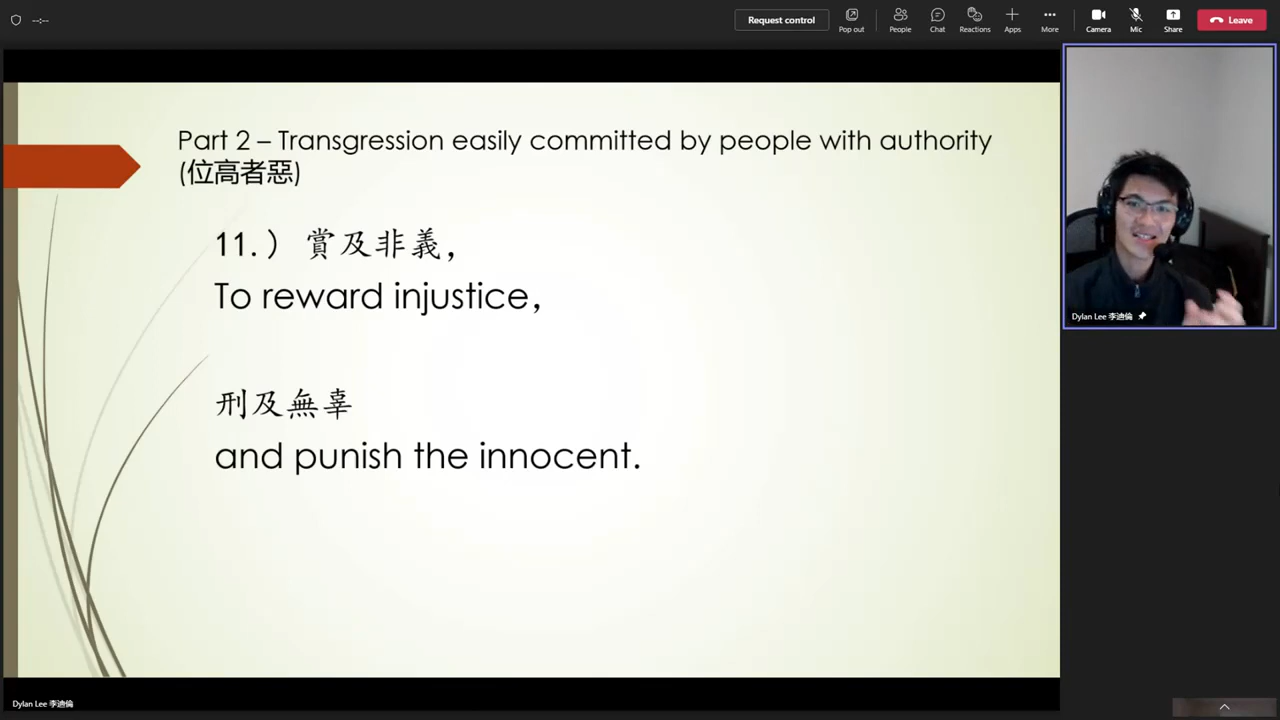 --:--
Request control
Pop out
People
Chat
Reactions
Apps
More
Camera
Mic
Share
Leave
Part 2 – Transgression easily committed by people with authority
(位高者惡)
11.) 賞及非義,
To reward injustice,
刑及無辜
and punish the innocent.
Dylan Lee 李迪倫
Dylan Lee 李迪倫